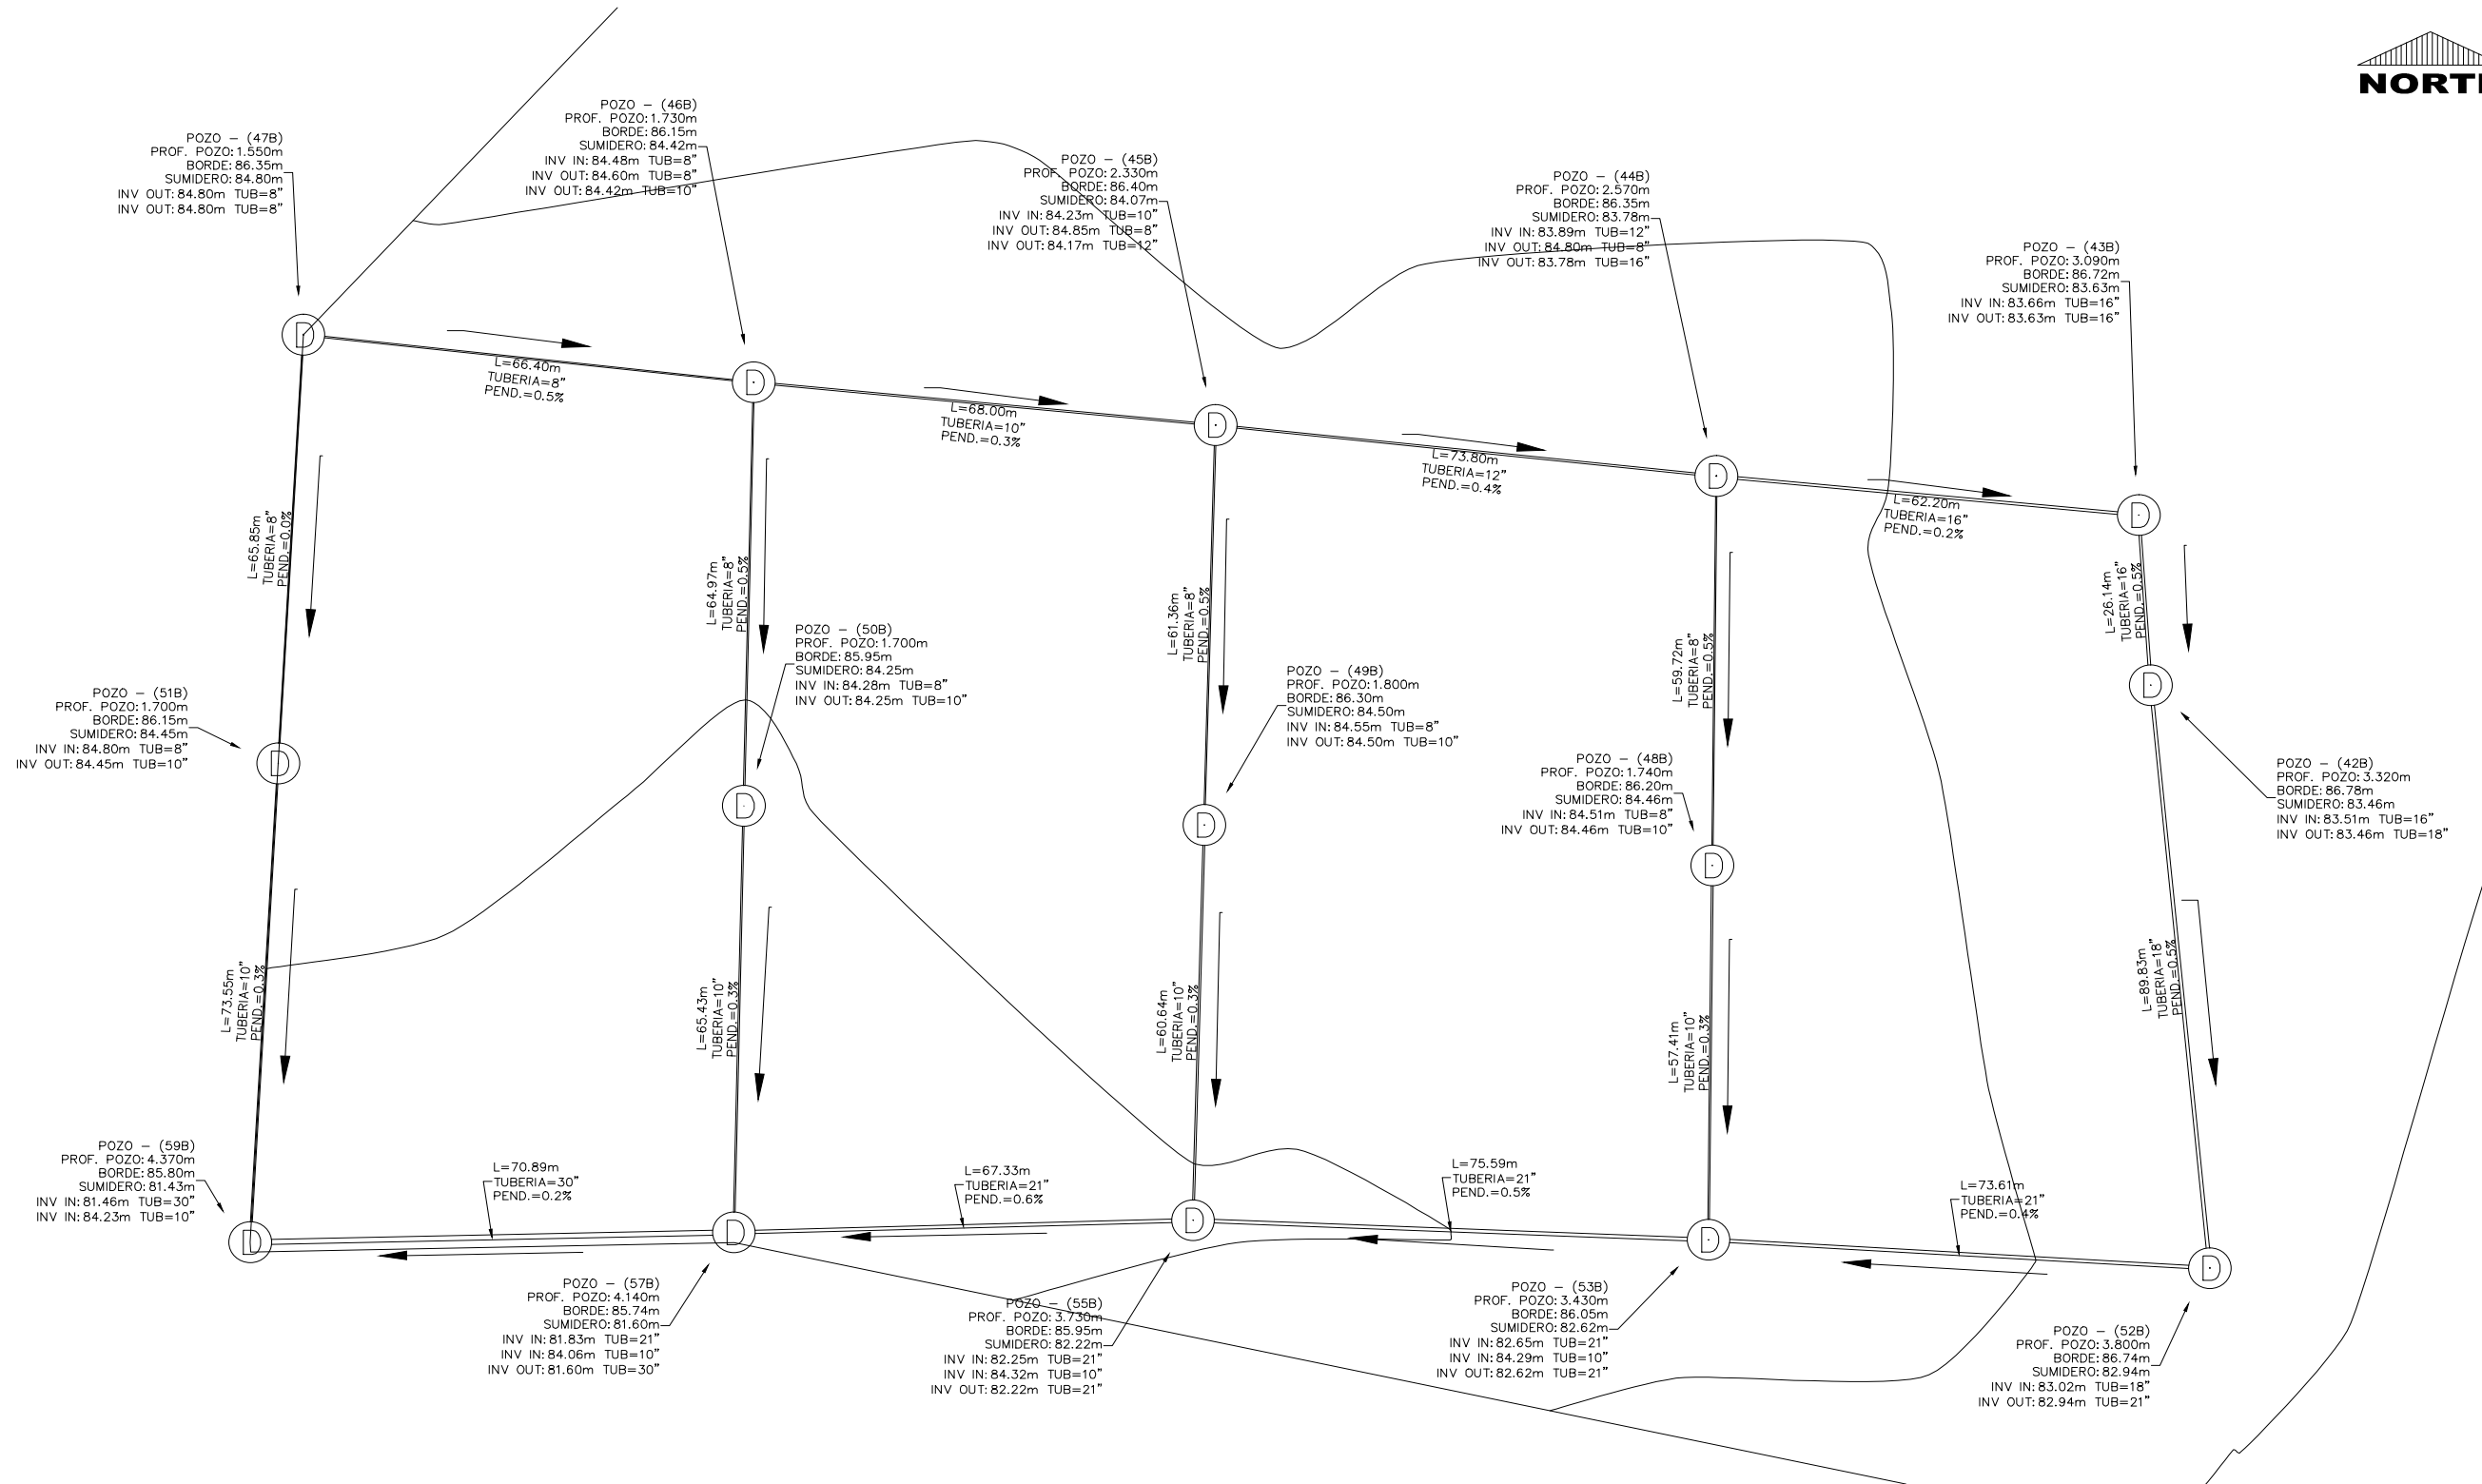 NORT
POZO – (46B)
PROF. POZO:1.730m
BORDE:86.15m
SUMIDERO:84.42m
INV IN:84.48m TUB=8"
INV OUT:84.60m TUB=8"
INV OUT:84.42m TUB=10"
POZO – (47B)
PROF. POZO:1.550m
BORDE:86.35m
SUMIDERO:84.80m
INV OUT:84.80m TUB=8"
INV OUT:84.80m TUB=8"
POZO – (45B)
PROF. POZO:2.330m
BORDE:86.40m
SUMIDERO:84.07m
INV IN:84.23m TUB=10"
INV OUT:84.85m TUB=8"
INV OUT:84.17m TUB=12"
POZO – (44B)
PROF. POZO:2.570m
BORDE:86.35m
SUMIDERO:83.78m
INV IN:83.89m TUB=12"
INV OUT:84.80m TUB=8"
INV OUT:83.78m TUB=16"
POZO – (43B)
PROF. POZO:3.090m
BORDE:86.72m
SUMIDERO:83.63m
INV IN:83.66m TUB=16"
INV OUT:83.63m TUB=16"
D
D
D
D
D
L=66.40m
TUBERIA=8"
PEND.=0.5%
L=68.00m
TUBERIA=10"
PEND.=0.3%
L=73.80m
TUBERIA=12"
PEND.=0.4%
L=62.20m
TUBERIA=16"
PEND.=0.2%
L=65.85m
TUBERIA=8"
PEND.=0.0%
L=64.97m
TUBERIA=8"
PEND.=0.5%
L=61.36m
TUBERIA=8"
PEND.=0.5%
L=59.72m
TUBERIA=8"
PEND.=0.5%
L=26.14m
TUBERIA=16"
PEND.=0.5%
POZO – (51B)
PROF. POZO:1.700m
BORDE:86.15m
SUMIDERO:84.45m
INV IN:84.80m TUB=8"
INV OUT:84.45m TUB=10"
POZO – (50B)
PROF. POZO:1.700m
BORDE:85.95m
SUMIDERO:84.25m
INV IN:84.28m TUB=8"
INV OUT:84.25m TUB=10"
POZO – (49B)
PROF. POZO:1.800m
BORDE:86.30m
SUMIDERO:84.50m
INV IN:84.55m TUB=8"
INV OUT:84.50m TUB=10"
POZO – (48B)
PROF. POZO:1.740m
BORDE:86.20m
SUMIDERO:84.46m
INV IN:84.51m TUB=8"
INV OUT:84.46m TUB=10"
POZO – (42B)
PROF. POZO:3.320m
BORDE:86.78m
SUMIDERO:83.46m
INV IN:83.51m TUB=16"
INV OUT:83.46m TUB=18"
D
D
D
D
D
L=73.55m
TUBERIA=10"
PEND.=0.3%
L=65.43m
TUBERIA=10"
PEND.=0.3%
L=60.64m
TUBERIA=10"
PEND.=0.3%
L=57.41m
TUBERIA=10"
PEND.=0.3%
L=89.83m
TUBERIA=18"
PEND.=0.5%
POZO – (59B)
PROF. POZO:4.370m
BORDE:85.80m
SUMIDERO:81.43m
INV IN:81.46m TUB=30"
INV IN:84.23m TUB=10"
L=70.89m
TUBERIA=30"
PEND.=0.2%
L=67.33m
TUBERIA=21"
PEND.=0.6%
L=75.59m
TUBERIA=21"
PEND.=0.5%
L=73.61m
TUBERIA=21"
PEND.=0.4%
D
D
D
D
D
POZO – (57B)
PROF. POZO:4.140m
BORDE:85.74m
SUMIDERO:81.60m
INV IN:81.83m TUB=21"
INV IN:84.06m TUB=10"
INV OUT:81.60m TUB=30"
POZO – (55B)
PROF. POZO:3.730m
BORDE:85.95m
SUMIDERO:82.22m
INV IN:82.25m TUB=21"
INV IN:84.32m TUB=10"
INV OUT:82.22m TUB=21"
POZO – (53B)
PROF. POZO:3.430m
BORDE:86.05m
SUMIDERO:82.62m
INV IN:82.65m TUB=21"
INV IN:84.29m TUB=10"
INV OUT:82.62m TUB=21"
POZO – (52B)
PROF. POZO:3.800m
BORDE:86.74m
SUMIDERO:82.94m
INV IN:83.02m TUB=18"
INV OUT:82.94m TUB=21"